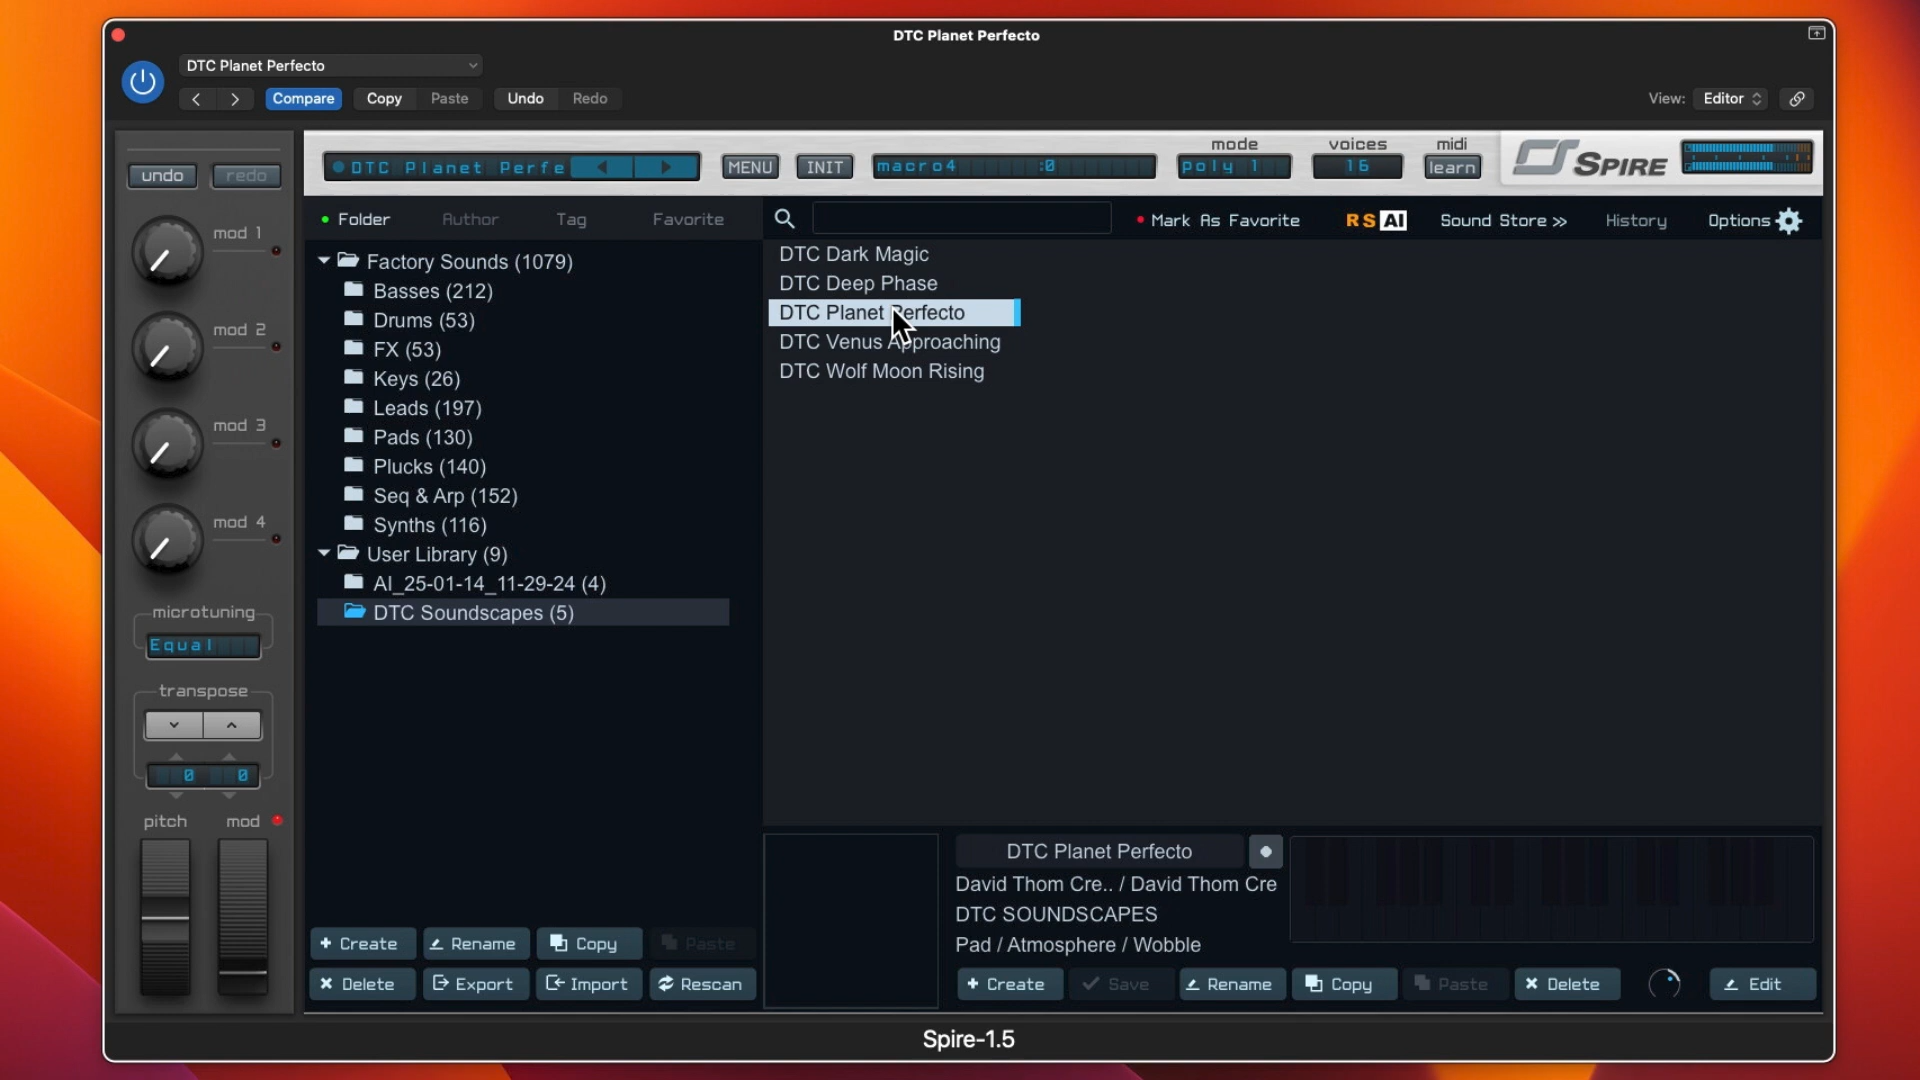 DTC Planet Perfecto
DTC Planet Perfecto
Compare
Copy
Paste
Undo
Redo
View:
Editor
undo
redo
DTC Planet Perfe
MENU
INIT
macro4 :0
mode
poly 1
voices
16
midi
learn
SPIRE
Folder
Author
Tag
Favorite
Mark As Favorite
RSAI
Sound Store >>
History
Options
mod 1
mod 2
mod 3
mod 4
microtuning
Equal
transpose
0 0
pitch
mod
Factory Sounds (1079)
Basses (212)
Drums (53)
FX (53)
Keys (26)
Leads (197)
Pads (130)
Plucks (140)
Seq & Arp (152)
Synths (116)
User Library (9)
AI_25-01-14_11-29-24 (4)
DTC Soundscapes (5)
DTC Dark Magic
DTC Deep Phase
DTC Planet Perfecto
DTC Venus Approaching
DTC Wolf Moon Rising
Create
Rename
Copy
Paste
Delete
Export
Import
Rescan
DTC Planet Perfecto
David Thom Cre.. / David Thom Cre
DTC SOUNDSCAPES
Pad / Atmosphere / Wobble
Create
Save
Rename
Copy
Paste
Delete
Edit
Spire-1.5